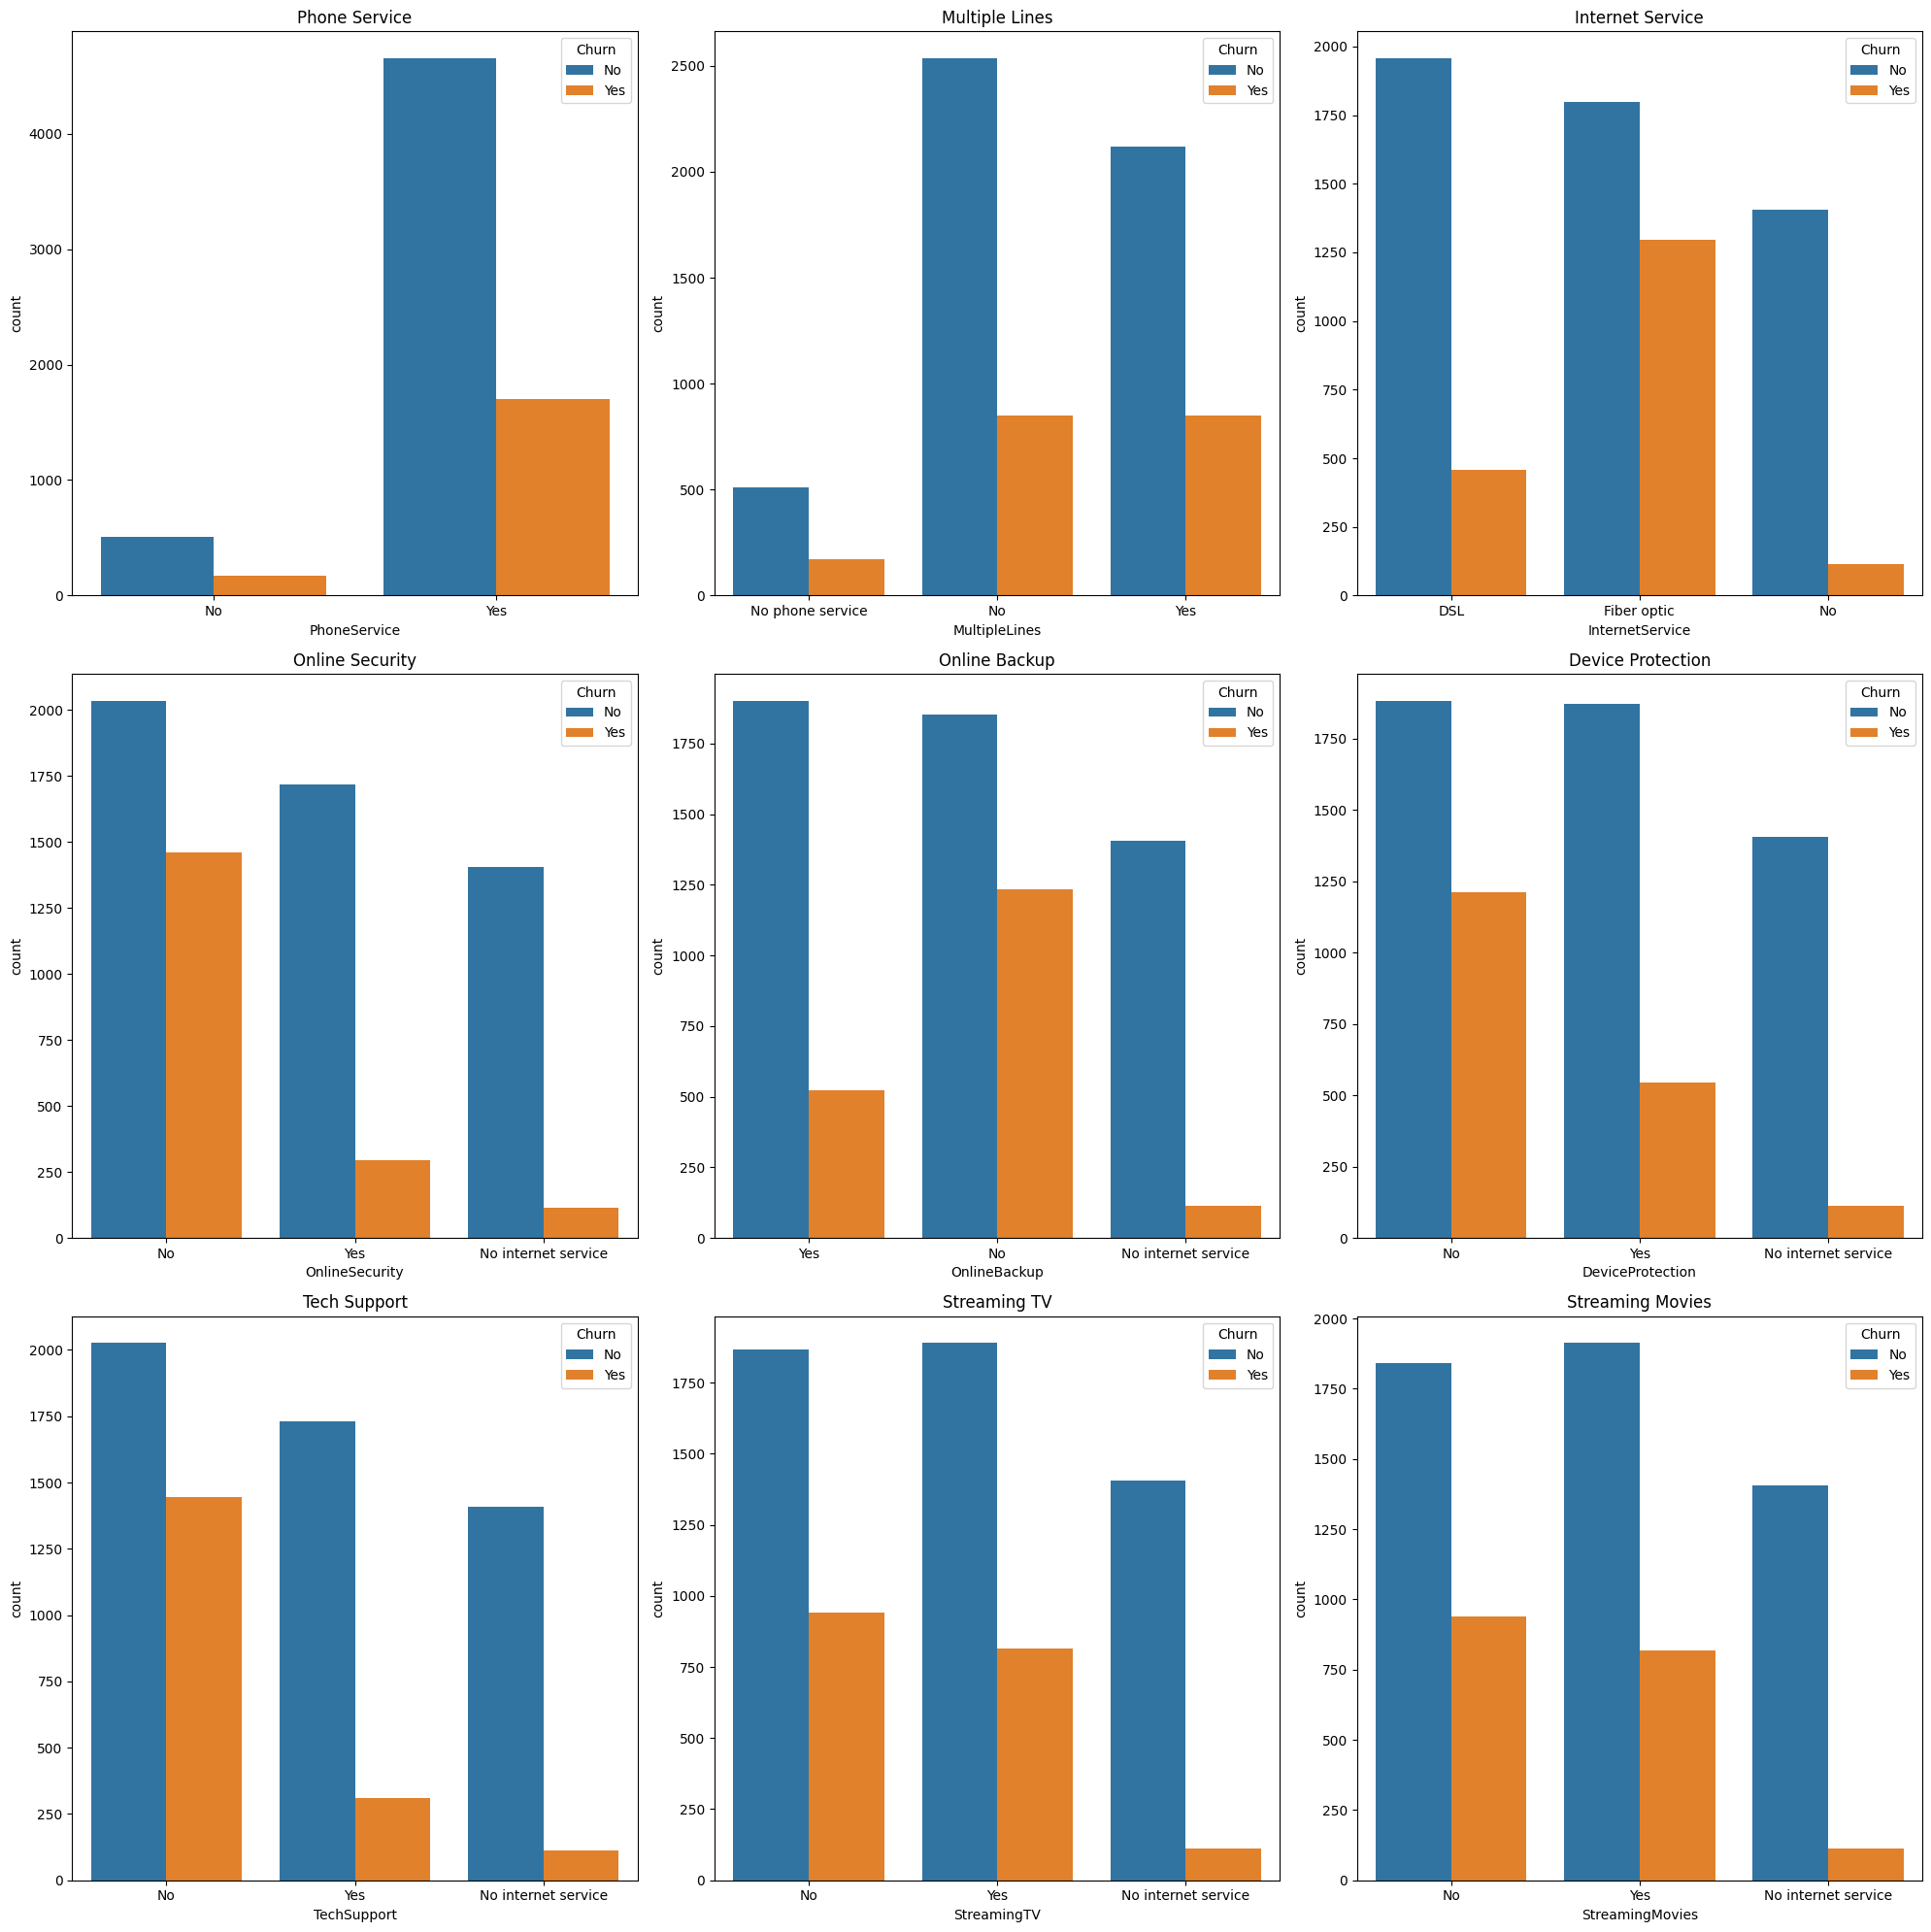 Phone Service
Churn
No
Yes
4000
3000
2000
1000
0
count
No
Yes
PhoneService
Multiple Lines
Churn
No
Yes
2500
2000
1500
1000
500
0
count
No phone service
No
Yes
MultipleLines
Internet Service
Churn
No
Yes
2000
1750
1500
1250
1000
750
500
250
0
count
DSL
Fiber optic
No
InternetService
Online Security
Churn
No
Yes
2000
1750
1500
1250
1000
750
500
250
0
count
No
Yes
No internet service
OnlineSecurity
Online Backup
Churn
No
Yes
1750
1500
1250
1000
750
500
250
0
count
Yes
No
No internet service
OnlineBackup
Device Protection
Churn
No
Yes
1750
1500
1250
1000
750
500
250
0
count
No
Yes
No internet service
DeviceProtection
Tech Support
Churn
No
Yes
2000
1750
1500
1250
1000
750
500
250
0
count
No
Yes
No internet service
TechSupport
Streaming TV
Churn
No
Yes
1750
1500
1250
1000
750
500
250
0
count
No
Yes
No internet service
StreamingTV
Streaming Movies
Churn
No
Yes
2000
1750
1500
1250
1000
750
500
250
0
count
No
Yes
No internet service
StreamingMovies